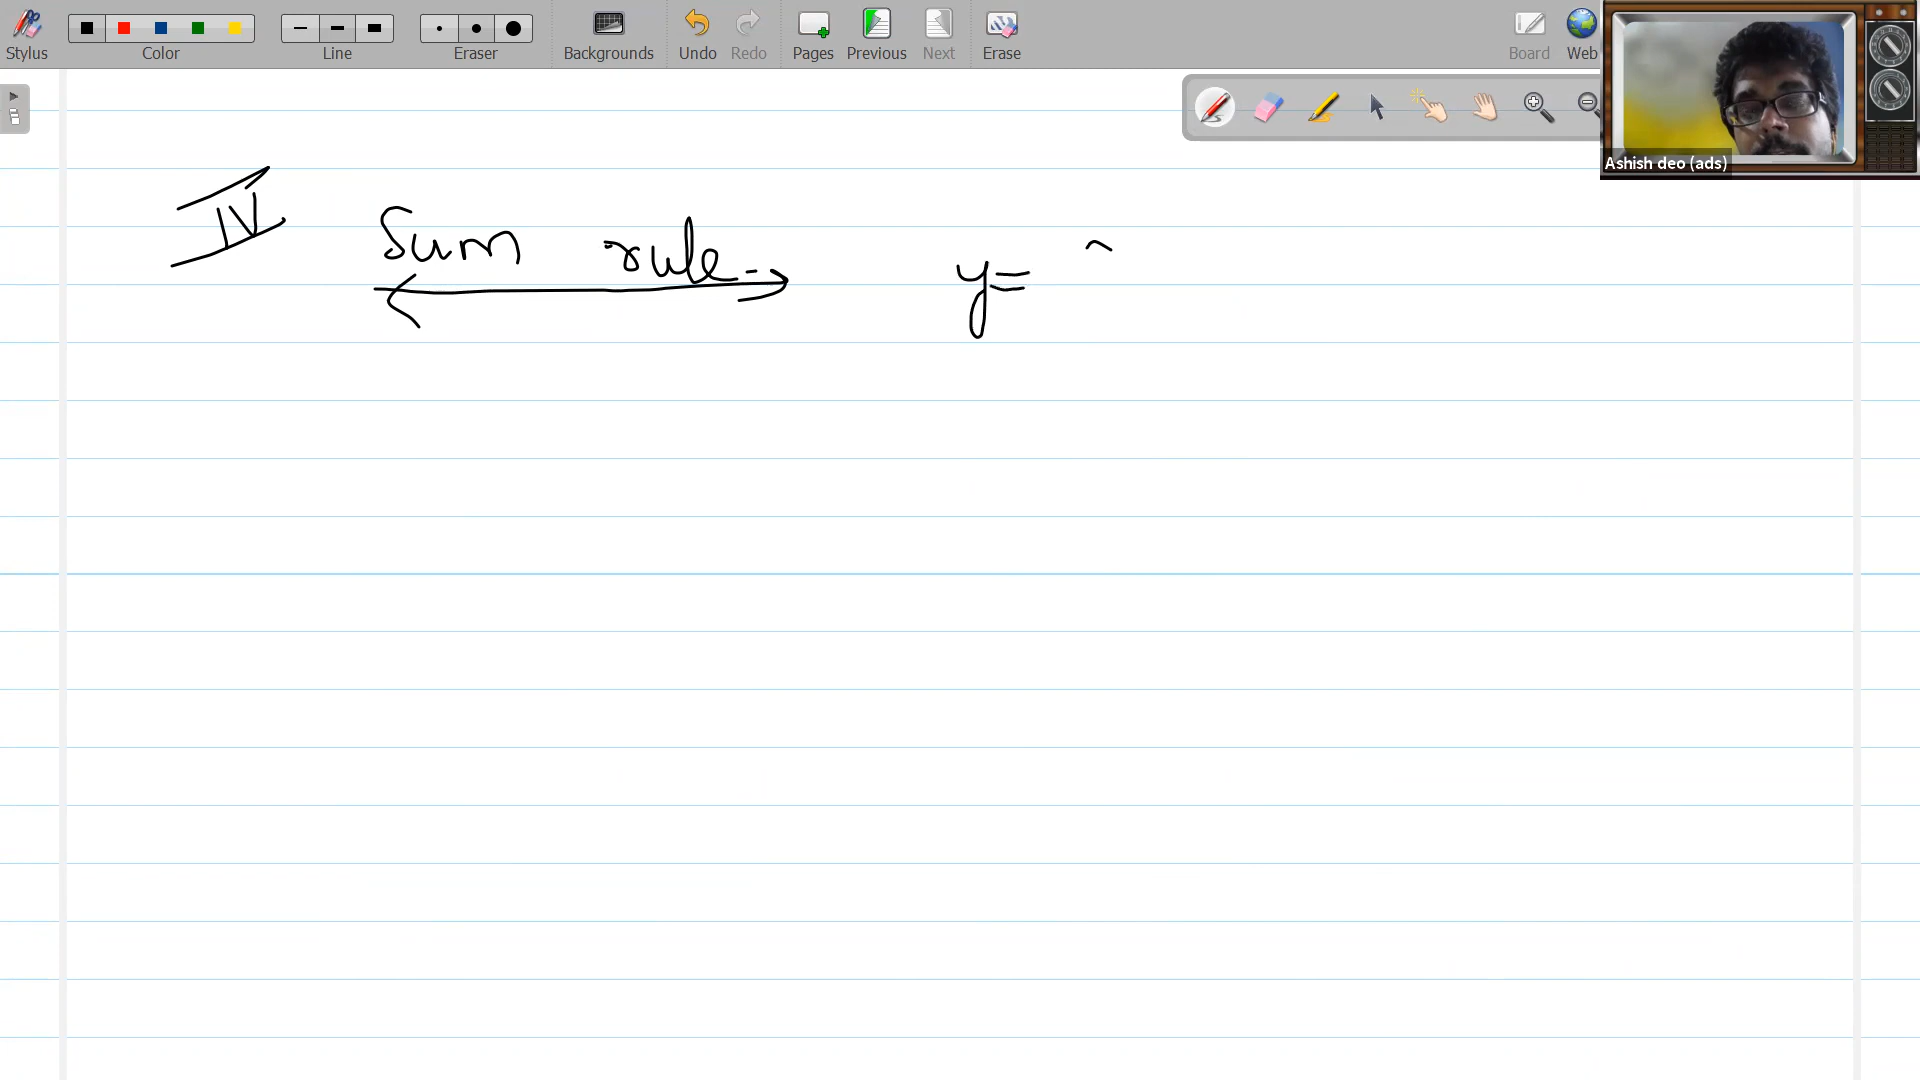 Stylus Color Line Eraser Backgrounds Undo Redo Pages Previous Next Erase Board Web
Ashish deo (ads)
IV Sum rule y=